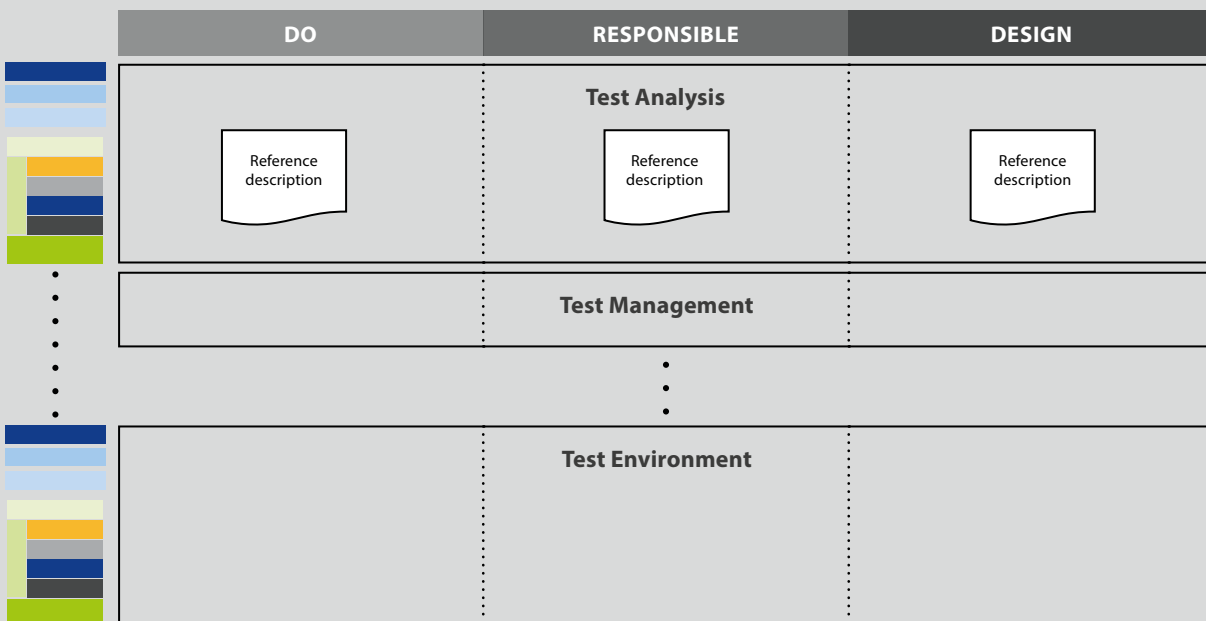 DO RESPONSIBLE DESIGN
Test Analysis
Reference
description
Reference
description
Reference
description
Test Management
Test Environment